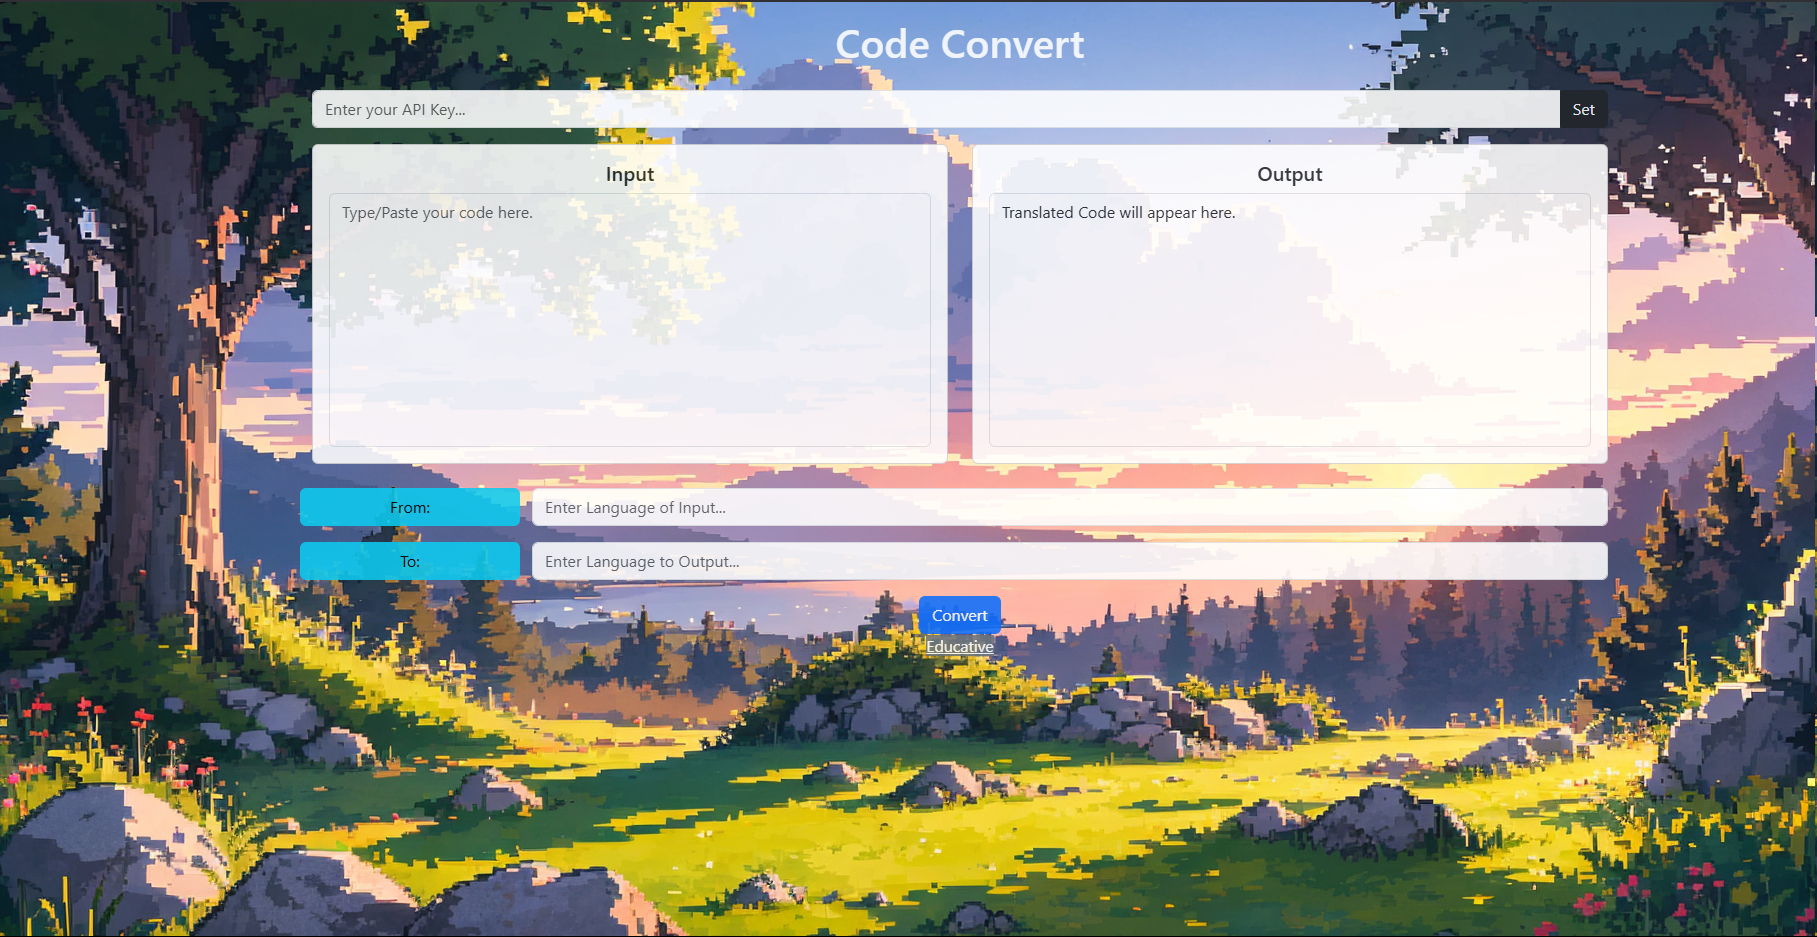 Code Convert
Enter your API Key...
Set
Input
Type/Paste your code here.
Output
Translated Code will appear here.
From:
Enter Language of Input...
To:
Enter Language to Output...
Convert
Educative